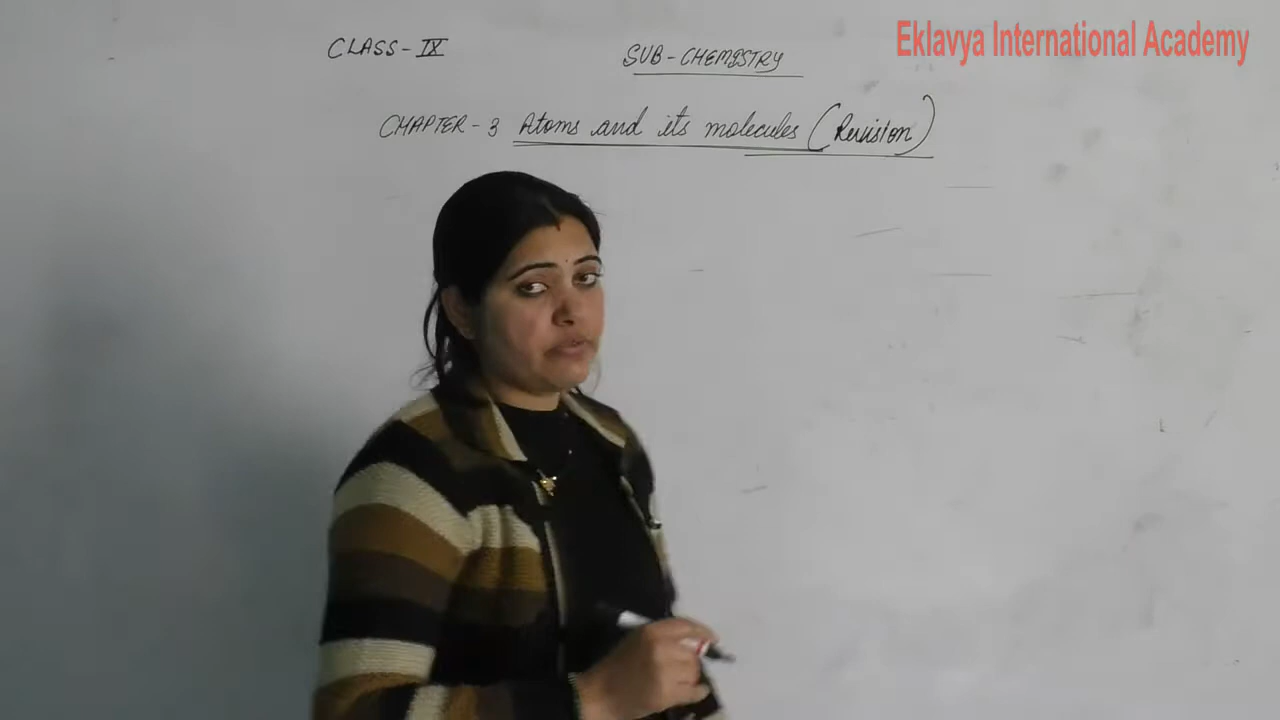 Eklavya International Academy
CLASS-IX SUB-CHEMISTRY
CHAPTER-3 Atoms and its molecules (Revision)